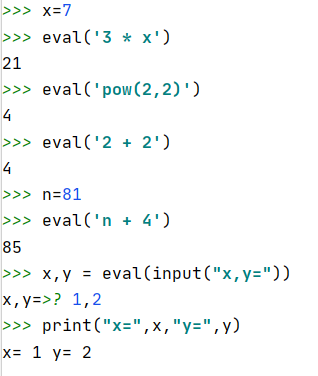 >>> x=7
>>> eval('3 * x')
21
>>> eval('pow(2,2)')
4
>>> eval('2 + 2')
4
>>> n=81
>>> eval('n + 4')
85
>>> x,y = eval(input("x,y="))
x,y=>? 1,2
>>> print("x=",x,"y=",y)
x= 1 y= 2